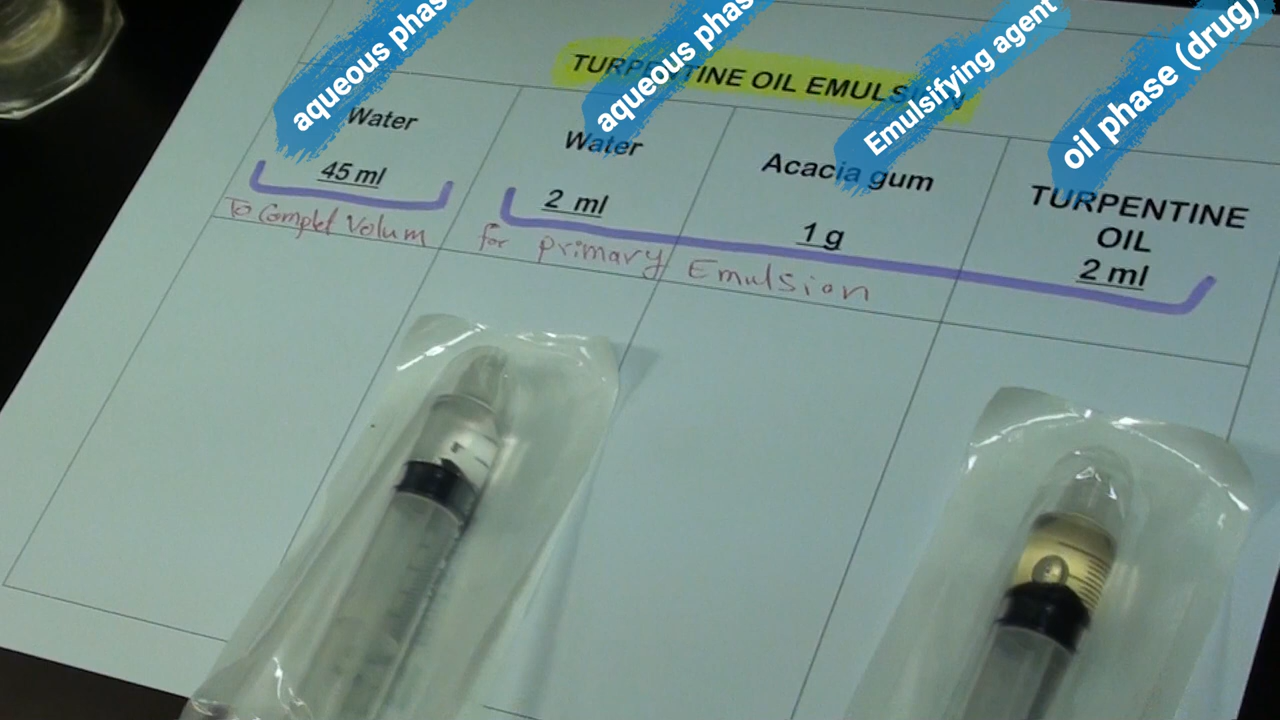 aqueous phas
aqueous phas
Emulsifying agent
oil phase (drug)
TURPENTINE OIL EMULSION
Water
45 ml
To Complet Volum
Water
2 ml
Acacia gum
1 g
TURPENTINE
OIL
2 ml
for primary Emulsion